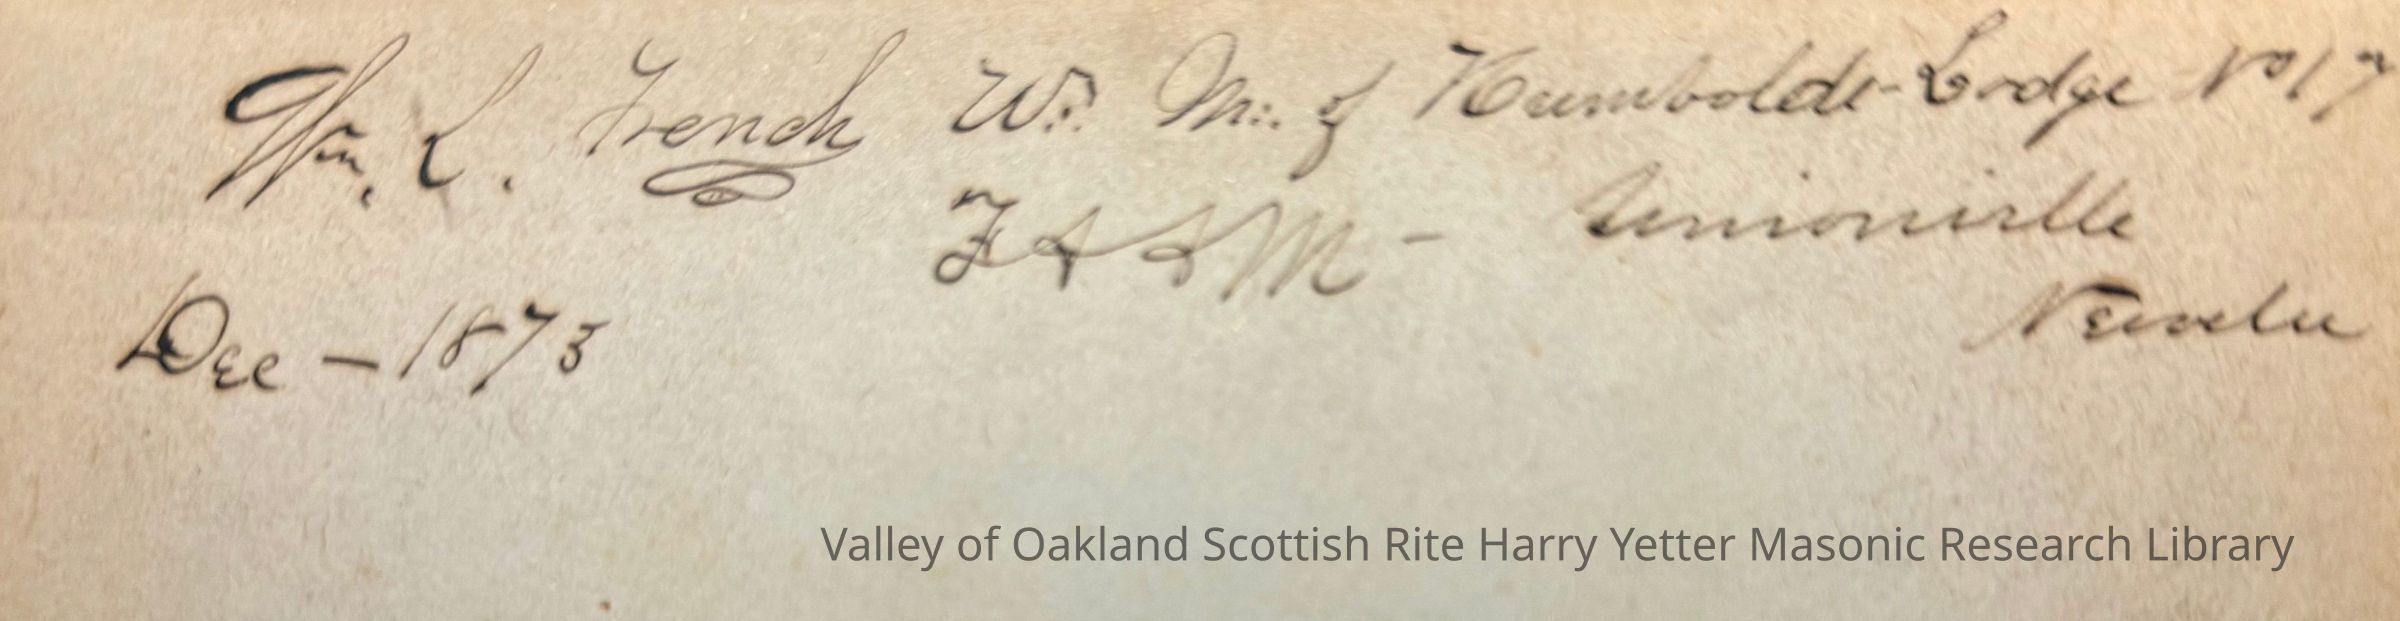 Wm. L. French W∴ M∴ of Humboldt Lodge No 17
F & A M - Unionville
Dec - 1873 Nevada
Valley of Oakland Scottish Rite Harry Yetter Masonic Research Library